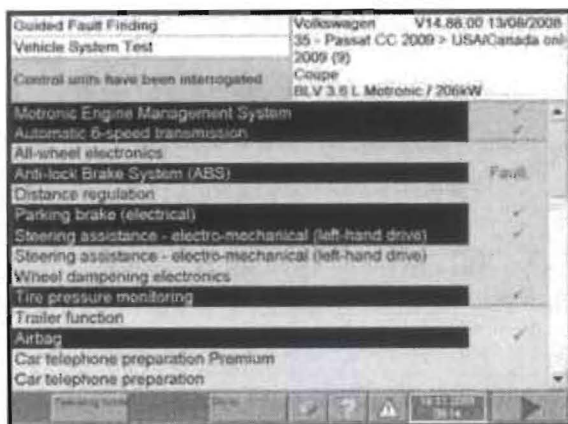 Guided Fault Finding
Volkswagen V14.86.00 13/08/2008
Vehicle System Test
35 - Passat CC 2009 > USA/Canada onl
2009 (9)
Control units have been interrogated
Coupe
BLV 3.6 L Motronic / 206kW
Motronic Engine Management System ✓
Automatic 6-speed transmission ✓
All-wheel electronics
Anti-lock Brake System (ABS) Fault
Distance regulation
Parking brake (electrical) ✓
Steering assistance - electro-mechanical (left-hand drive) ✓
Steering assistance - electro-mechanical (left-hand drive)
Wheel dampening electronics
Tire pressure monitoring ✓
Trailer function
Airbag ✓
Car telephone preparation Premium
Car telephone preparation